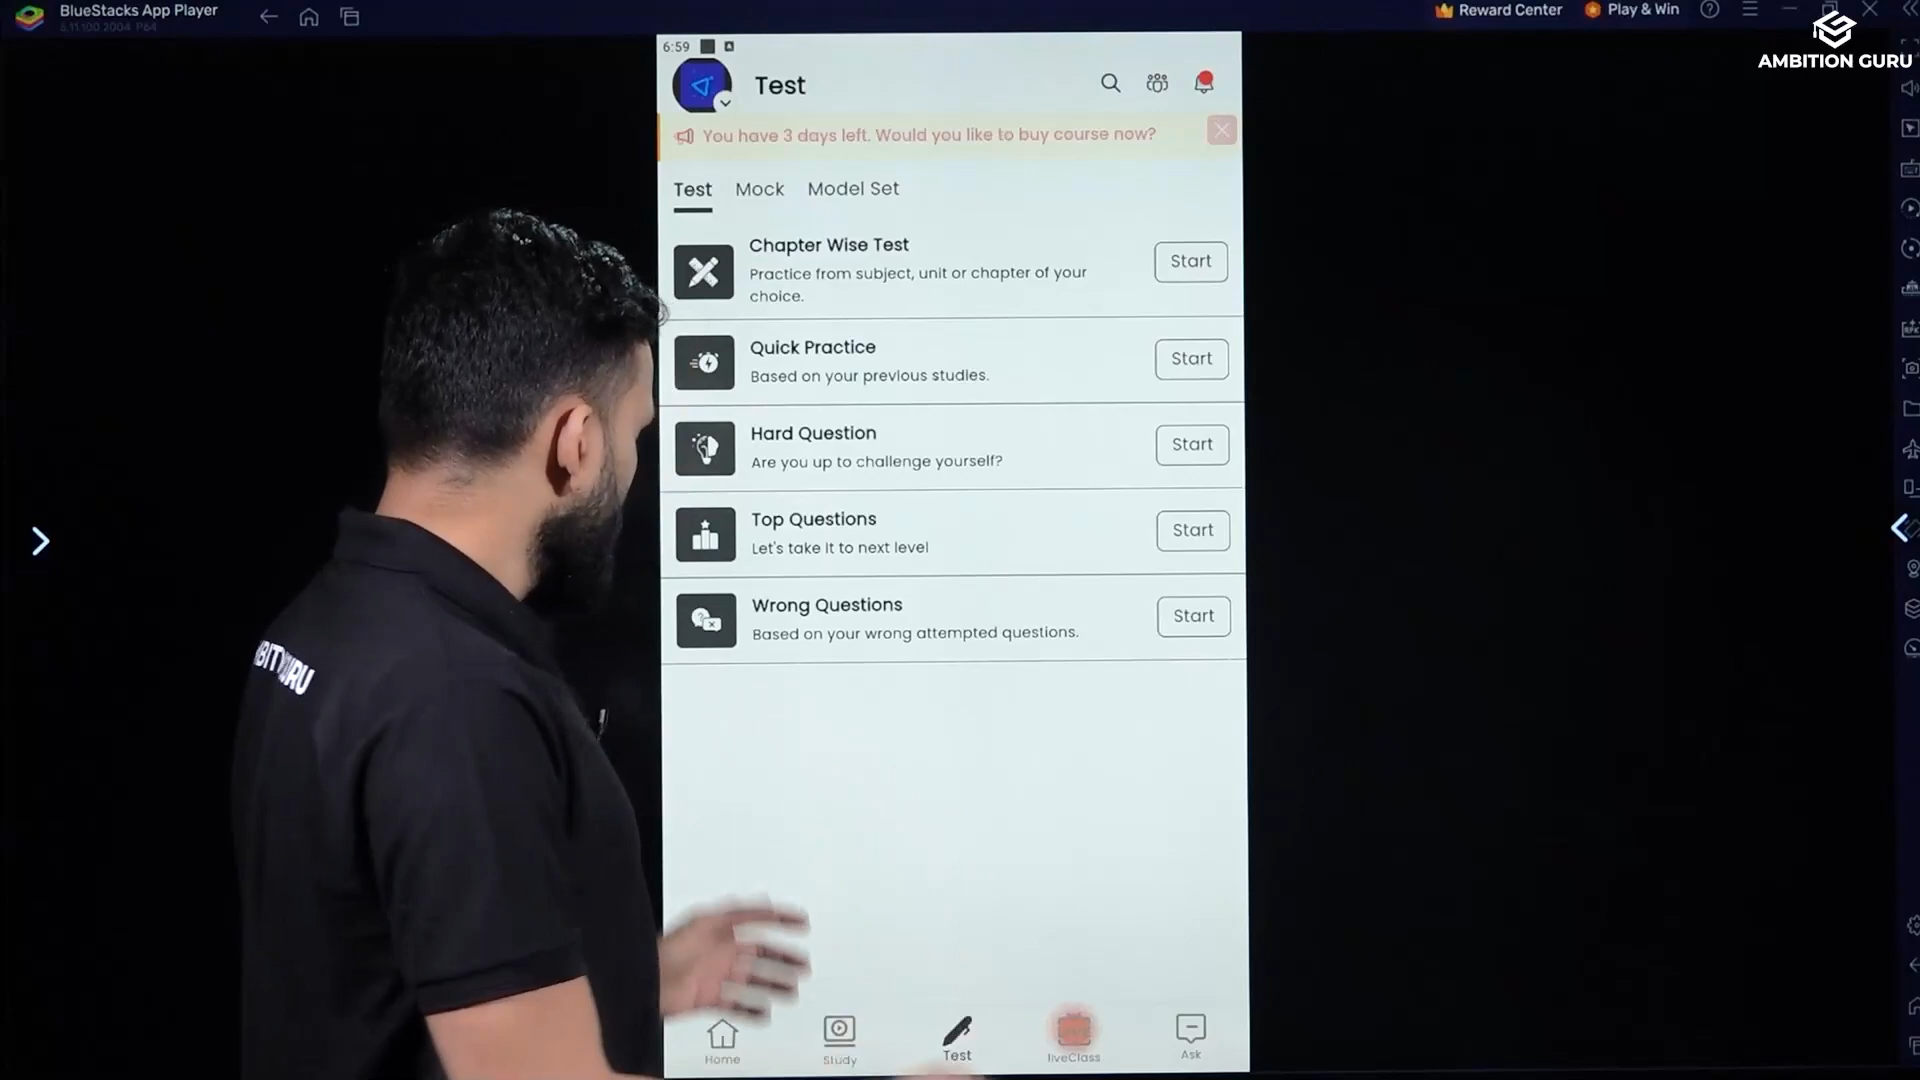 BlueStacks App Player
Reward Center
Play & Win
AMBITION GURU
6:59
Test
You have 3 days left. Would you like to buy course now?
Test Mock Model Set
Chapter Wise Test
Practice from subject, unit or chapter of your
choice.
Start
Quick Practice
Based on your previous studies.
Start
Hard Question
Are you up to challenge yourself?
Start
Top Questions
Let's take it to next level
Start
Wrong Questions
Based on your wrong attempted questions.
Start
Home
Study
Test
liveClass
Ask